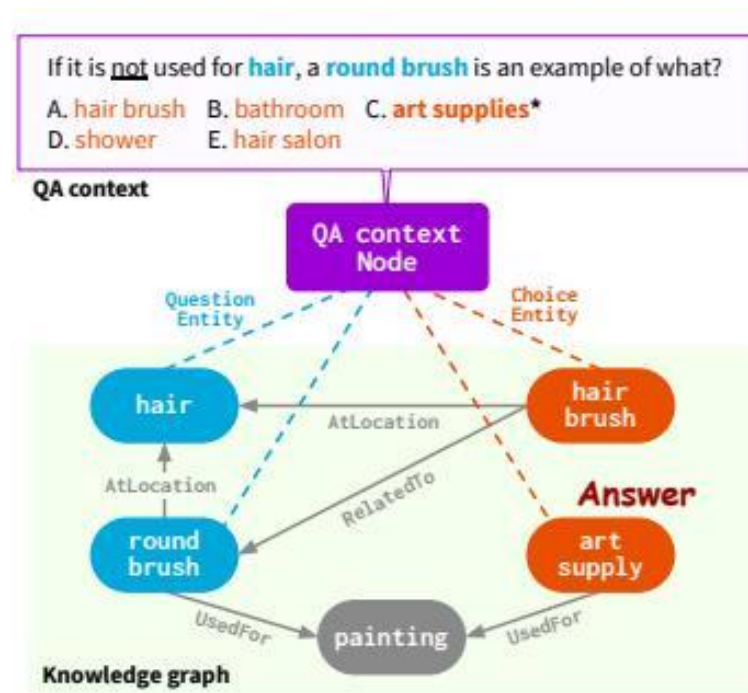 If it is not used for hair, a round brush is an example of what?
A. hair brush B. bathroom C. art supplies*
D. shower E. hair salon
QA context
QA context
Node
Question
Entity
Choice
Entity
hair
hair
brush
AtLocation
AtLocation
RelatedTo
Answer
round
brush
art
supply
UsedFor
painting
UsedFor
Knowledge graph